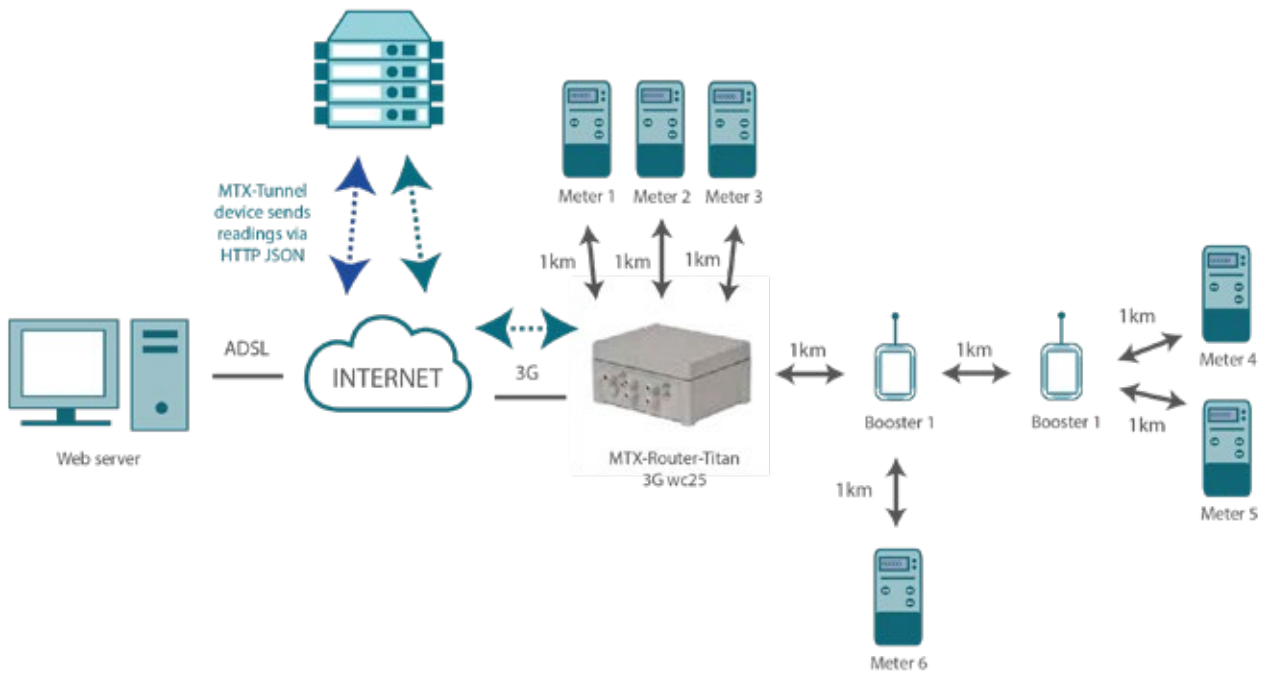 MTX-Tunnel
device sends
readings via
HTTP JSON
Meter 1
Meter 2
Meter 3
1km
1km
1km
ADSL
INTERNET
3G
Web server
MTX-Router-Titan
3G wc25
1km
Booster 1
1km
Booster 1
1km
Meter 4
1km
Meter 5
1km
Meter 6